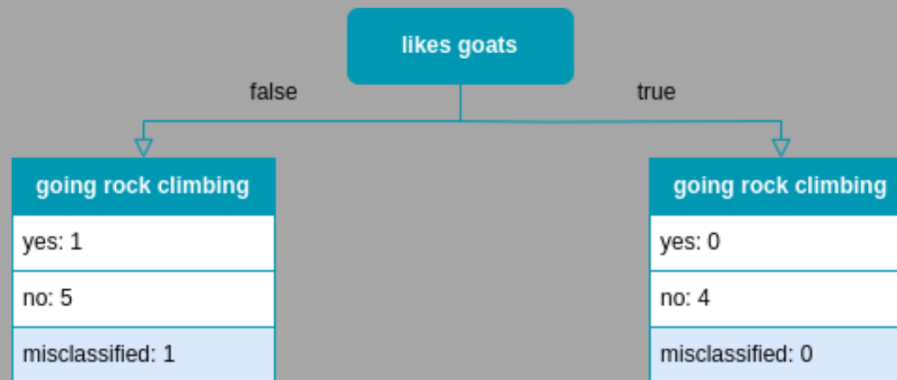 likes goats
false
true
going rock climbing
yes: 1
no: 5
misclassified: 1
going rock climbing
yes: 0
no: 4
misclassified: 0